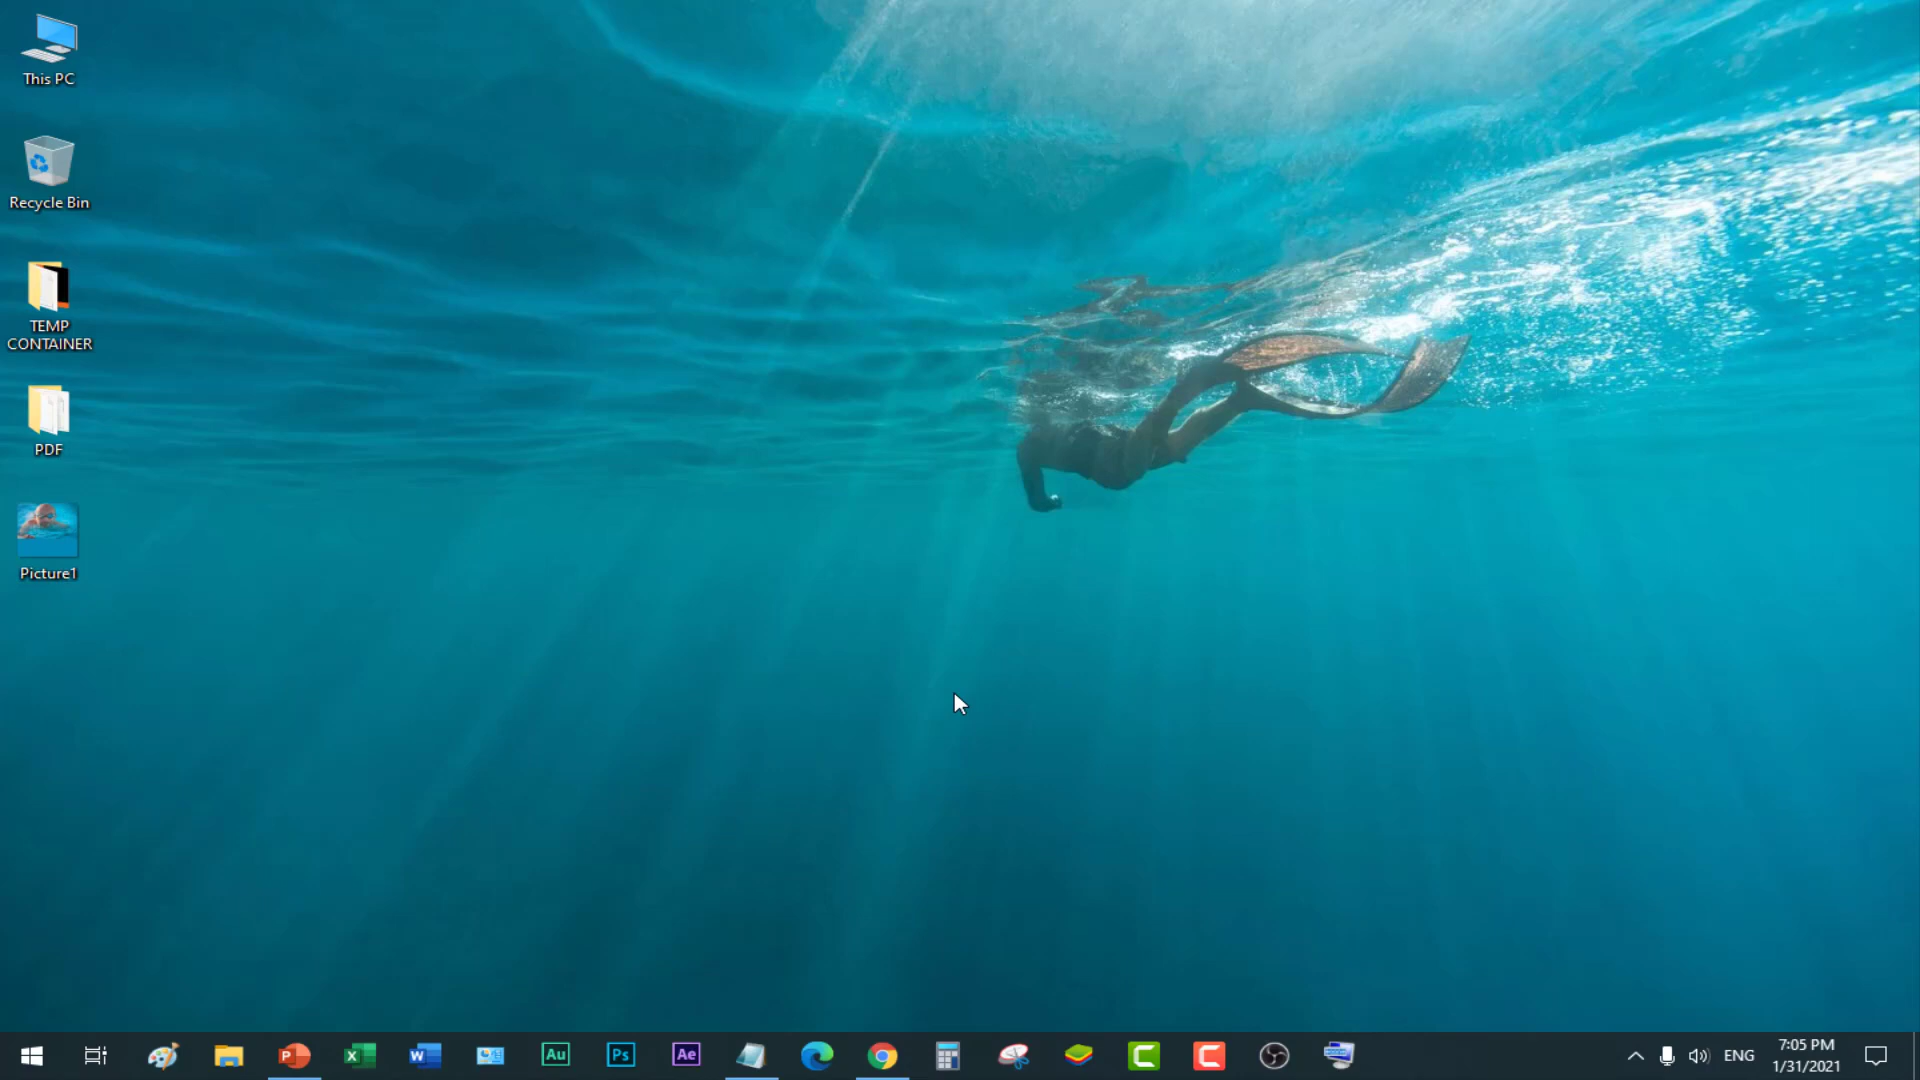 This PC
Recycle Bin
TEMP
CONTAINER
PDF
Picture1
P
X
W
Au
Ps
Ae
C
C
ENG
7:05 PM
1/31/2021